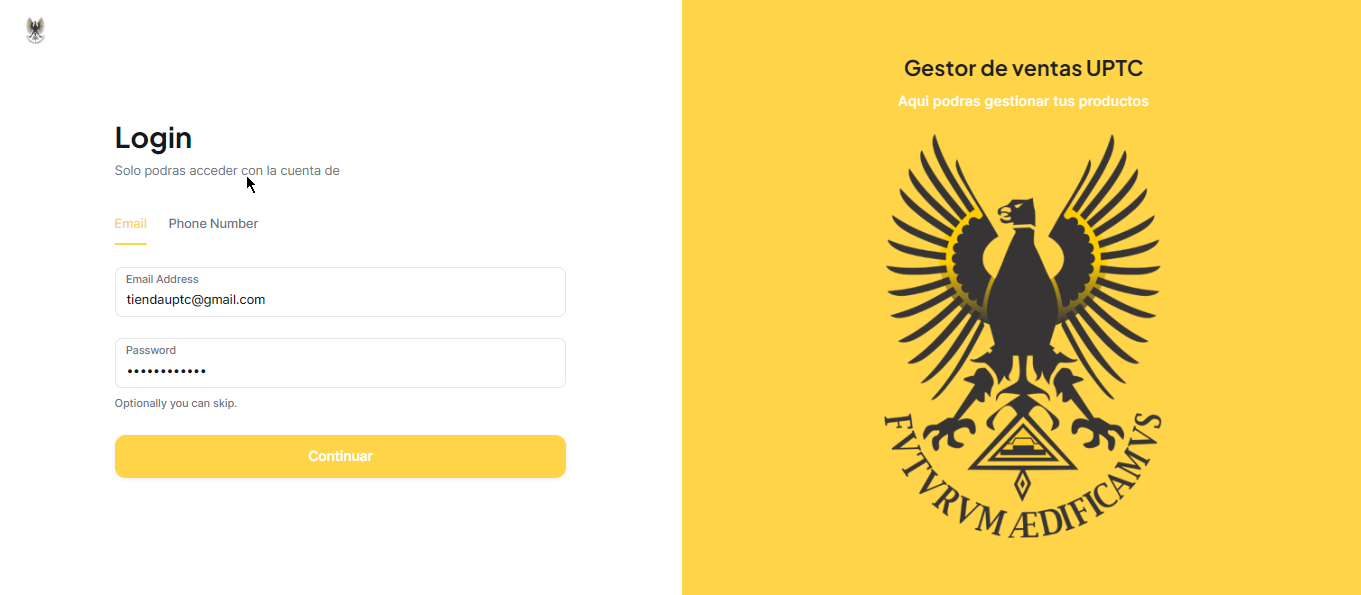 Login
Solo podras acceder con la cuenta de
Email
Phone Number
Email Address
tiendauptc@gmail.com
Password
••••••••••••
Optionally you can skip.
Continuar
Gestor de ventas UPTC
Aqui podras gestionar tus productos
FVTVRVM ÆDIFICAMVS